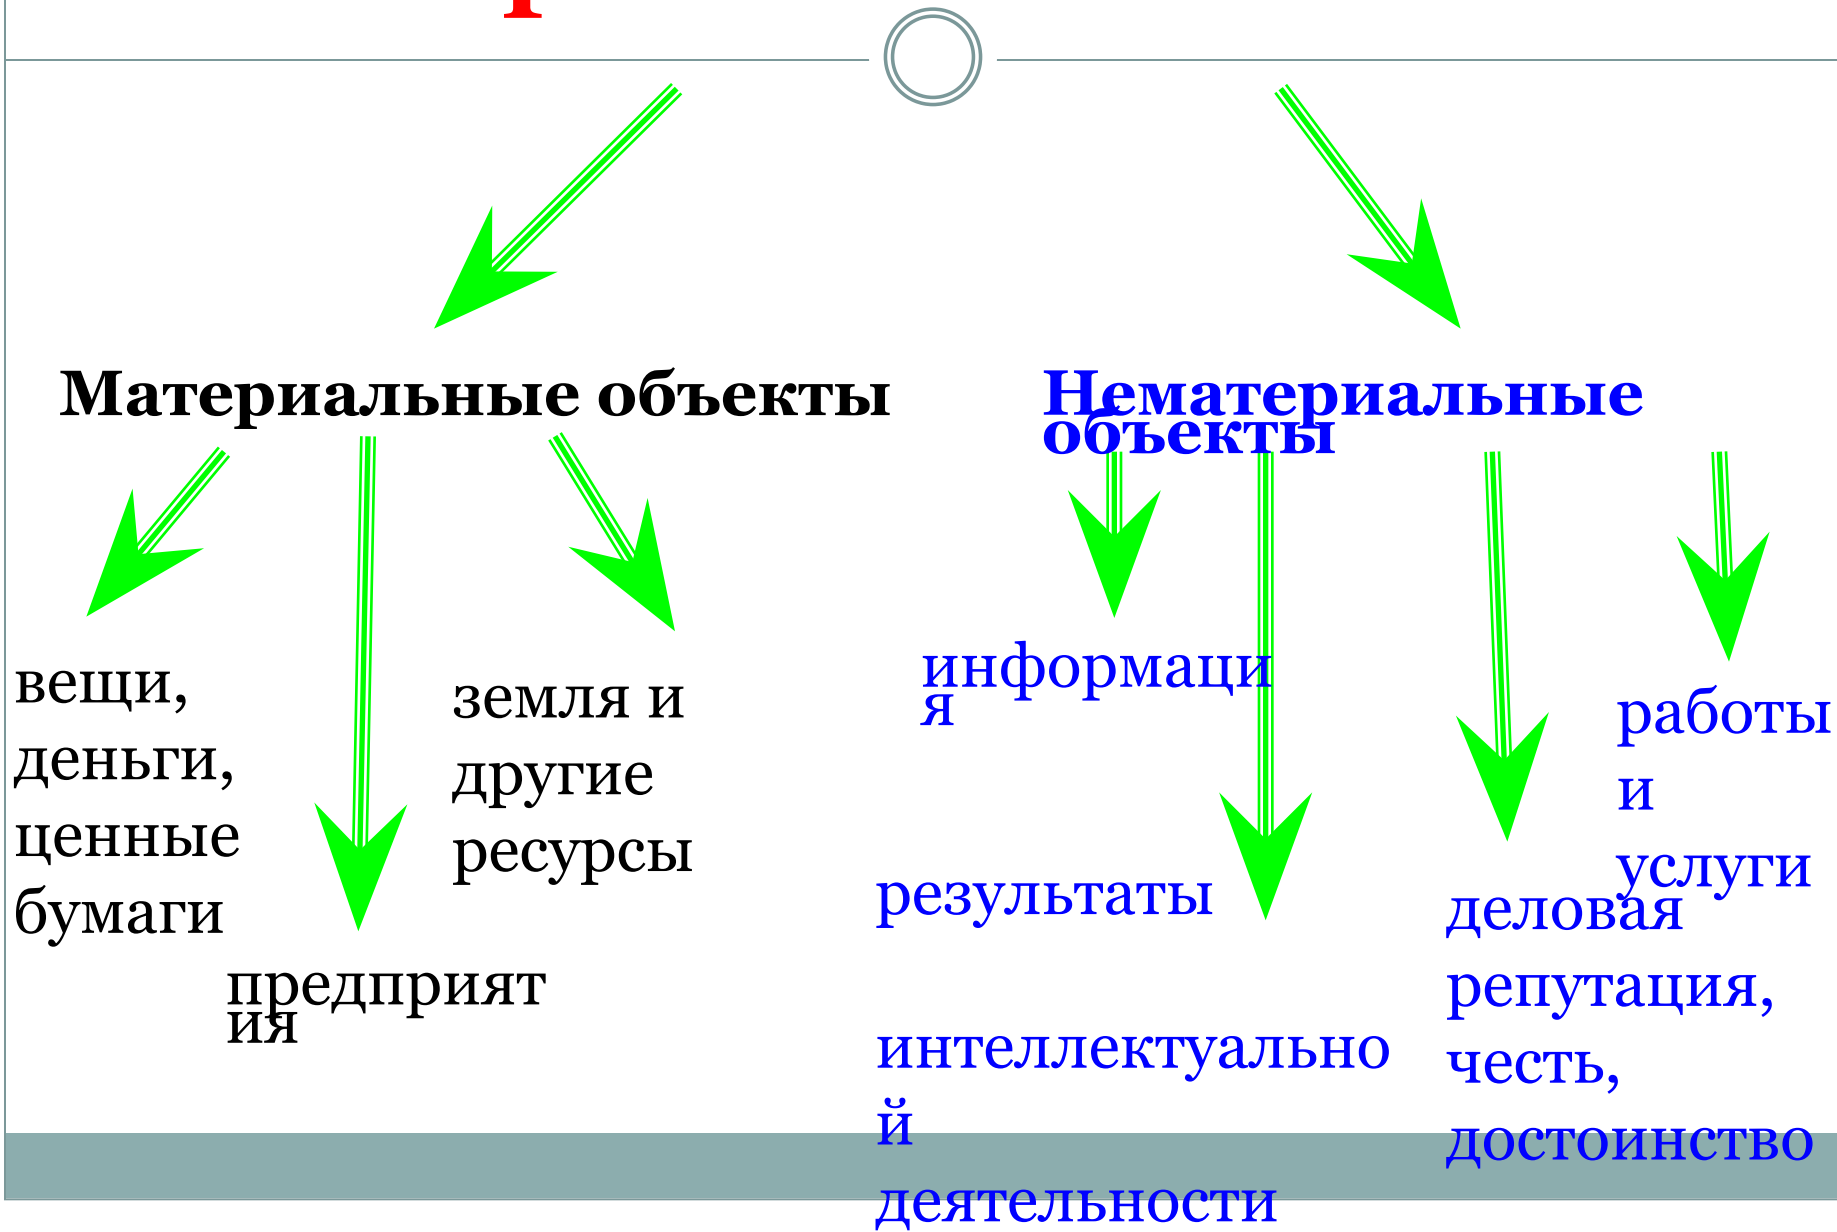 Материальные объекты
Нематериальные
объекты
вещи,
деньги,
ценные
бумаги
предприят
ия
земля и
другие
ресурсы
информаци
я
результаты
интеллектуально
й
деятельности
деловая
репутация,
честь,
достоинство
работы
и
услуги